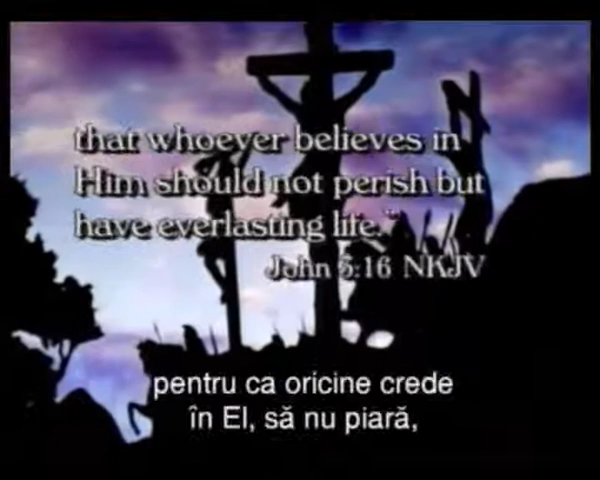 that whoever believes in
Him should not perish but
have everlasting life."
John 3:16 NKJV
pentru ca oricine crede
în El, să nu piară,